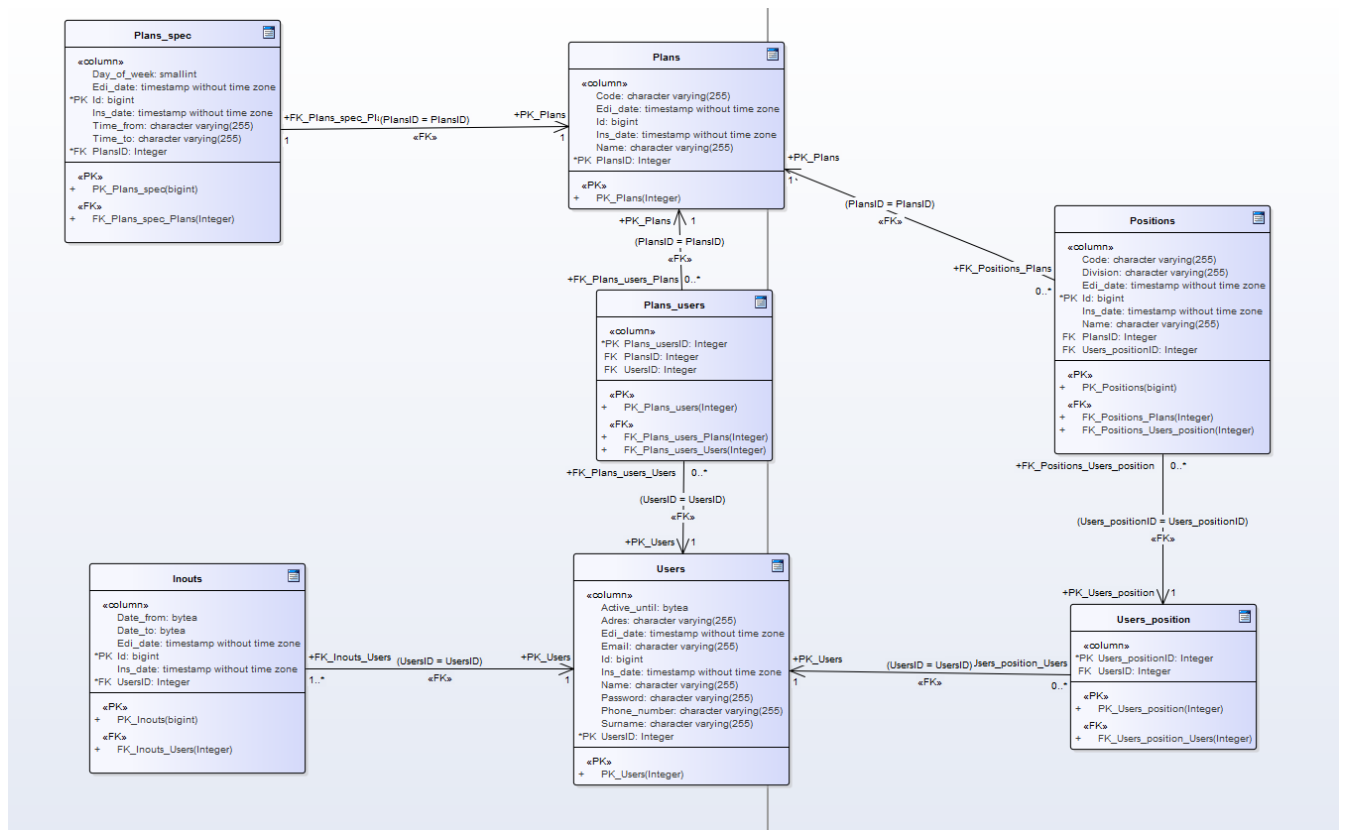 Plans_spec
«column»
Day_of_week: smallint
Edi_date: timestamp without time zone
*PK Id: bigint
Ins_date: timestamp without time zone
Time_from: character varying(255)
Time_to: character varying(255)
*FK PlansID: Integer
«PK»
+ PK_Plans_spec(bigint)
«FK»
+ FK_Plans_spec_Plans(Integer)
+FK_Plans_spec_Pl
(PlansID = PlansID)
+PK_Plans
1
«FK»
1
Plans
«column»
Code: character varying(255)
Edi_date: timestamp without time zone
Id: bigint
Ins_date: timestamp without time zone
Name: character varying(255)
*PK PlansID: Integer
«PK»
+ PK_Plans(Integer)
+PK_Plans
1
(PlansID = PlansID)
«FK»
+FK_Positions_Plans
0..*
Positions
«column»
Code: character varying(255)
Division: character varying(255)
Edi_date: timestamp without time zone
*PK Id: bigint
Ins_date: timestamp without time zone
Name: character varying(255)
FK PlansID: Integer
FK Users_positionID: Integer
«PK»
+ PK_Positions(bigint)
«FK»
+ FK_Positions_Plans(Integer)
+ FK_Positions_Users_position(Integer)
+PK_Plans 1
(PlansID = PlansID)
«FK»
+FK_Plans_users_Plans 0..*
Plans_users
«column»
*PK Plans_usersID: Integer
FK PlansID: Integer
FK UsersID: Integer
«PK»
+ PK_Plans_users(Integer)
«FK»
+ FK_Plans_users_Plans(Integer)
+ FK_Plans_users_Users(Integer)
+FK_Plans_users_Users 0..*
(UsersID = UsersID)
«FK»
+PK_Users 1
+FK_Positions_Users_position 0..*
(Users_positionID = Users_positionID)
«FK»
+PK_Users_position 1
Inouts
«column»
Date_from: bytea
Date_to: bytea
Edi_date: timestamp without time zone
*PK Id: bigint
Ins_date: timestamp without time zone
*FK UsersID: Integer
«PK»
+ PK_Inouts(bigint)
«FK»
+ FK_Inouts_Users(Integer)
+FK_Inouts_Users (UsersID = UsersID) +PK_Users
1..* «FK» 1
Users
«column»
Active_until: bytea
Adres: character varying(255)
Edi_date: timestamp without time zone
Email: character varying(255)
Id: bigint
Ins_date: timestamp without time zone
Name: character varying(255)
Password: character varying(255)
Phone_number: character varying(255)
Surname: character varying(255)
*PK UsersID: Integer
«PK»
+ PK_Users(Integer)
+PK_Users (UsersID = UsersID) Jsers_position_Users
1 «FK» 0..*
Users_position
«column»
*PK Users_positionID: Integer
FK UsersID: Integer
«PK»
+ PK_Users_position(Integer)
«FK»
+ FK_Users_position_Users(Integer)